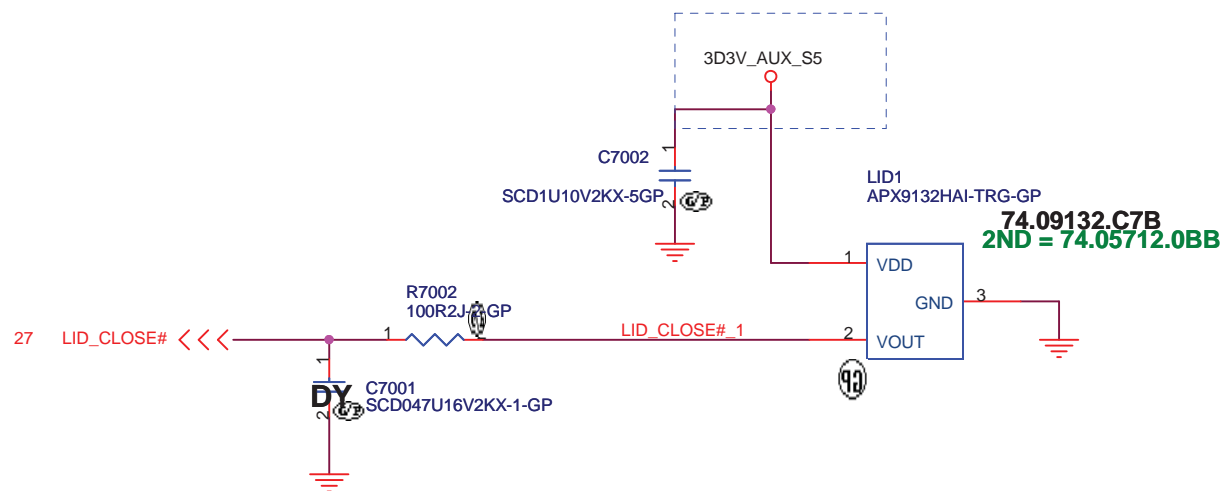 3D3V_AUX_S5
1
C7002
SCD1U10V2KX-5GP
2
G/P
LID1
APX9132HAI-TRG-GP
74.09132.C7B
2ND = 74.05712.0BB
1
VDD
GND
3
R7002
27
LID_CLOSE#
1
LID_CLOSE#_1
2
VOUT
GP
1
DY
C7001
SCD047U16V2KX-1-GP
2
G/P